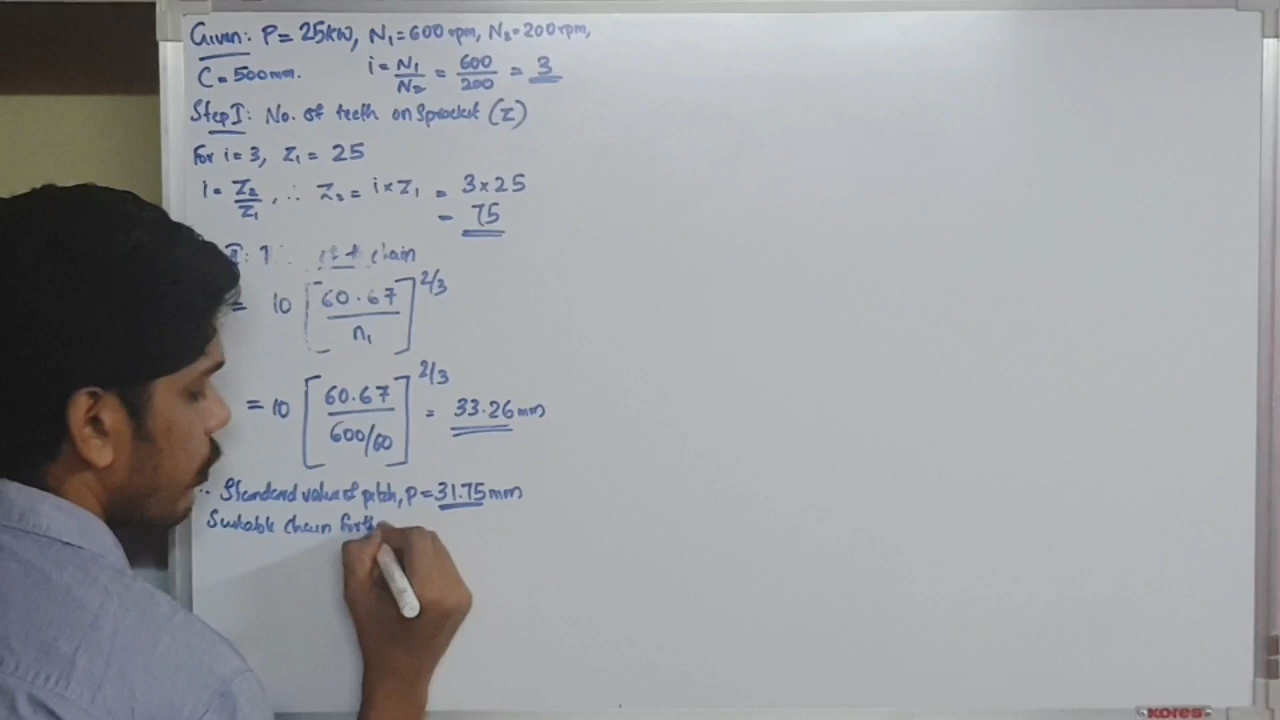 Given: P = 25kW, N₁ = 600 rpm, N₂ = 200 rpm,
C = 500mm. i = N₁/N₂ = 600/200 = 3
Step I: No. of teeth on Sprocket (Z)
For i = 3, Z₁ = 25
i = Z₂/Z₁, ∴ Z₂ = i × Z₁ = 3 × 25
= 75
II: chain
= 10 [60.67/n₁]^2/3
= 10 [60.67/600/60]^2/3 = 33.26 mm
∴ Standard value of pitch, P = 31.75 mm
Suitable chain for
KORES